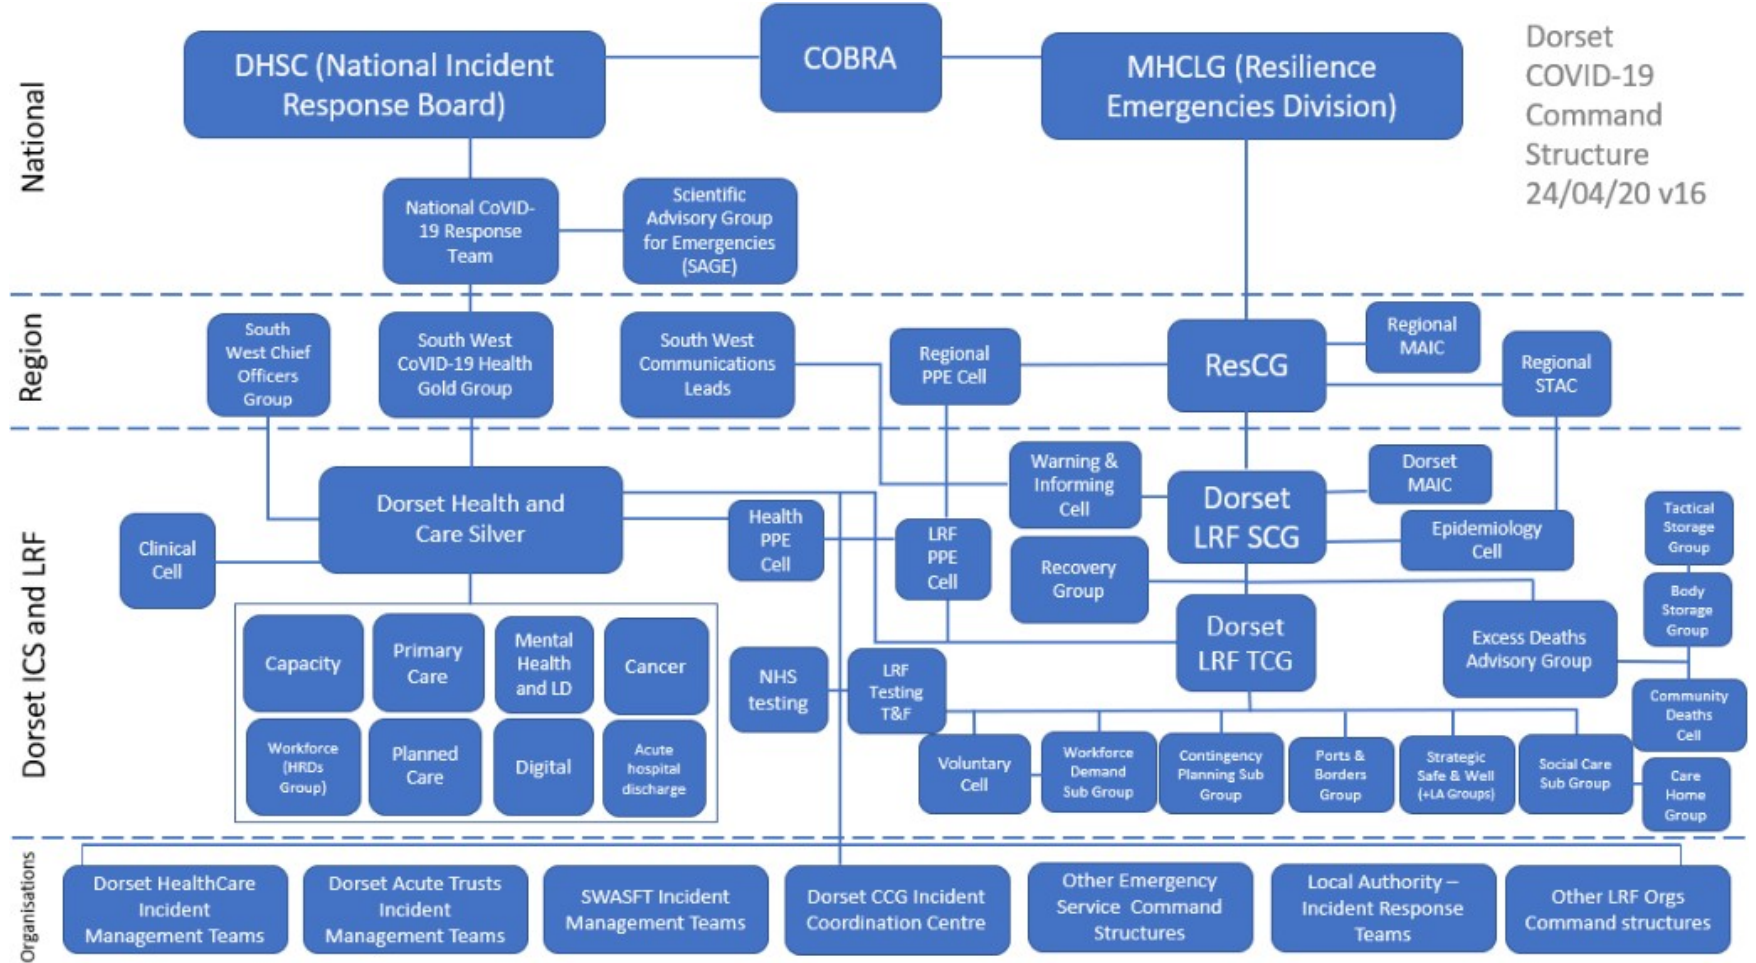 COBRA
DHSC (National Incident
Response Board)
MHCLG (Resilience
Emergencies Division)
Dorset
COVID-19
Command
Structure
24/04/20 v16
National
National CoVID-
19 Response
Team
Scientific
Advisory Group
for Emergencies
(SAGE)
Region
South
West Chief
Officers
Group
South West
CoVID-19 Health
Gold Group
South West
Communications
Leads
Regional
PPE Cell
ResCG
Regional
MAIC
Regional
STAC
Dorset ICS and LRF
Clinical
Cell
Dorset Health and
Care Silver
Health
PPE
Cell
LRF
PPE
Cell
Warning &
Informing
Cell
Recovery
Group
Dorset
LRF SCG
Dorset
MAIC
Epidemiology
Cell
Tactical
Storage
Group
Body
Storage
Group
Dorset
LRF TCG
Excess Deaths
Advisory Group
Community
Deaths
Cell
Capacity
Primary
Care
Mental
Health
and LD
Cancer
Workforce
(HRDs
Group)
Planned
Care
Digital
Acute
hospital
discharge
NHS
testing
LRF
Testing
T&F
Voluntary
Cell
Workforce
Demand
Sub Group
Contingency
Planning Sub
Group
Ports &
Borders
Group
Strategic
Safe & Well
(+LA Groups)
Social Care
Sub Group
Care
Home
Group
Organisations
Dorset HealthCare
Incident
Management Teams
Dorset Acute Trusts
Incident
Management Teams
SWASFT Incident
Management Teams
Dorset CCG Incident
Coordination Centre
Other Emergency
Service Command
Structures
Local Authority –
Incident Response
Teams
Other LRF Orgs
Command structures